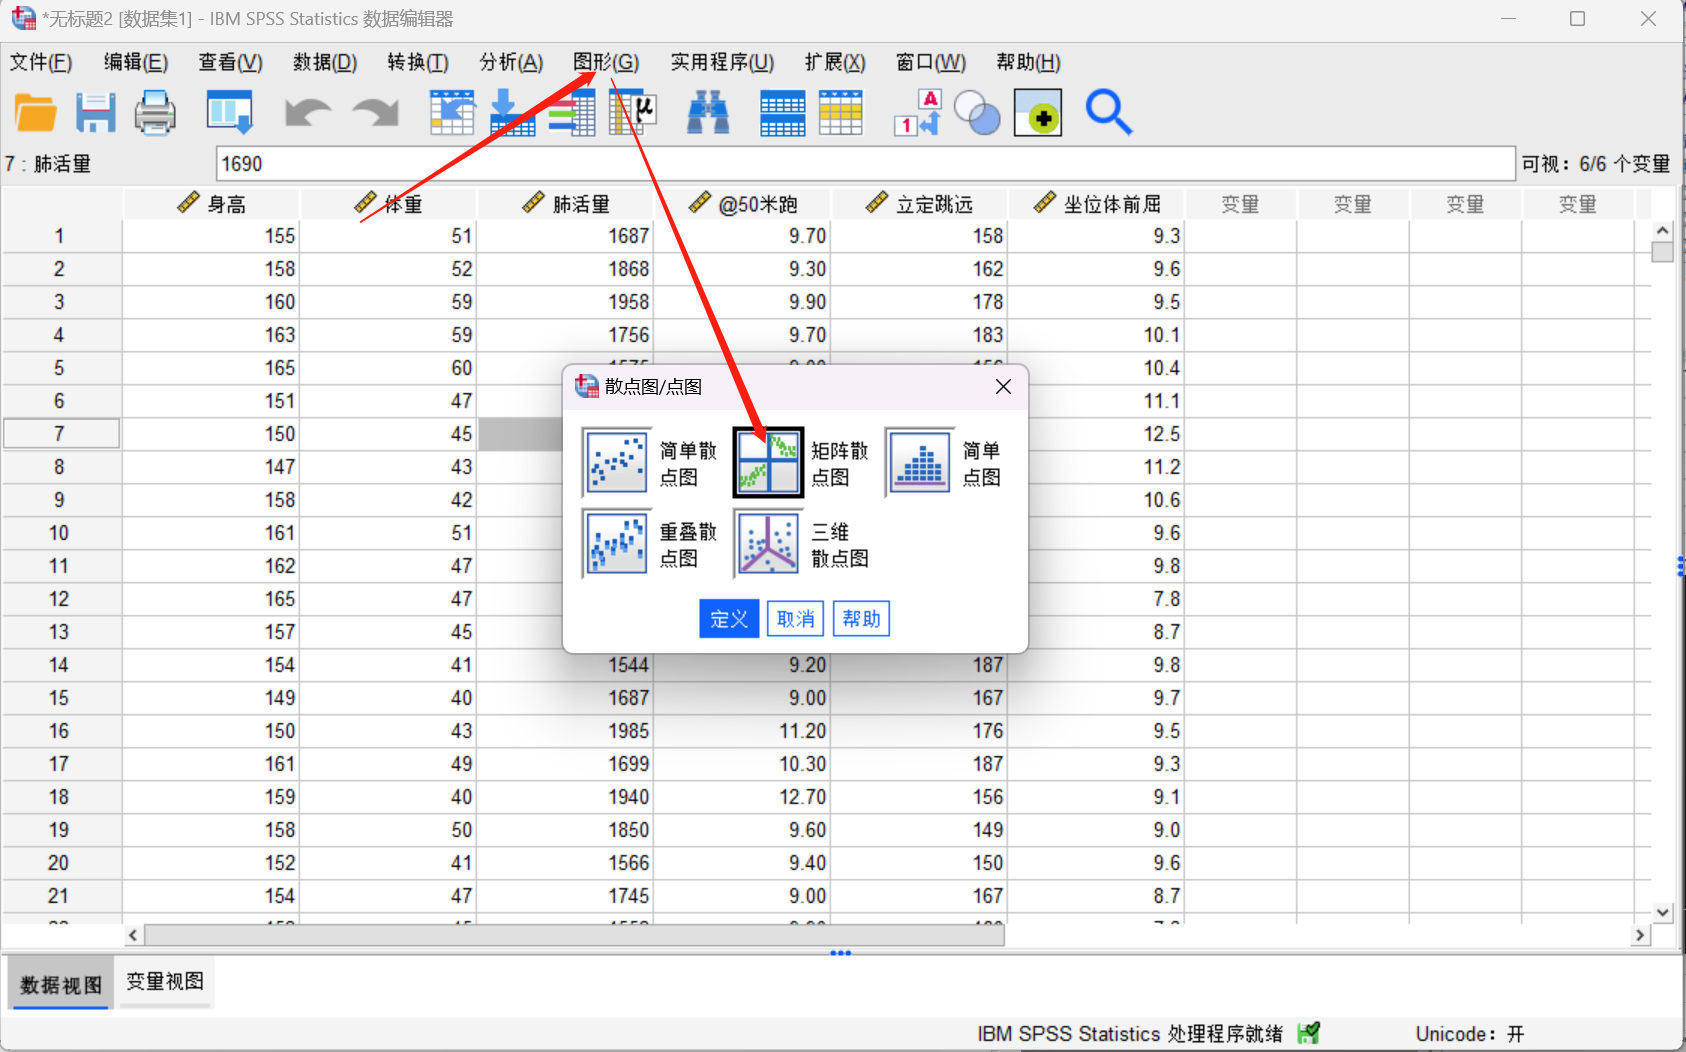 *无标题2 [数据集1] - IBM SPSS Statistics 数据编辑器
文件(F) 编辑(E) 查看(V) 数据(D) 转换(T) 分析(A) 图形(G) 实用程序(U) 扩展(X) 窗口(W) 帮助(H)
7 : 肺活量 1690 可视：6/6 个变量
身高 体重 肺活量 @50米跑 立定跳远 坐位体前屈 变量 变量 变量 变量
1 155 51 1687 9.70 158 9.3
2 158 52 1868 9.30 162 9.6
3 160 59 1958 9.90 178 9.5
4 163 59 1756 9.70 183 10.1
5 165 60 10.4
6 151 47 11.1
7 150 45 12.5
8 147 43 11.2
9 158 42 10.6
10 161 51 9.6
11 162 47 9.8
12 165 47 7.8
13 157 45 8.7
14 154 41 1544 9.20 187 9.8
15 149 40 1687 9.00 167 9.7
16 150 43 1985 11.20 176 9.5
17 161 49 1699 10.30 187 9.3
18 159 40 1940 12.70 156 9.1
19 158 50 1850 9.60 149 9.0
20 152 41 1566 9.40 150 9.6
21 154 47 1745 9.00 167 8.7
散点图/点图
简单散
点图
矩阵散
点图
简单
点图
重叠散
点图
三维
散点图
定义 取消 帮助
数据视图 变量视图
IBM SPSS Statistics 处理程序就绪 Unicode：开